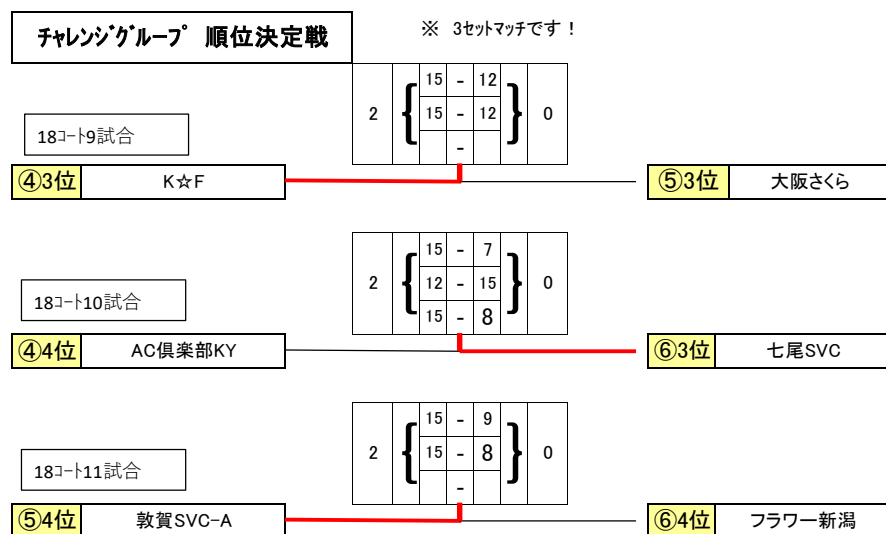 チャレンジグループ 順位決定戦
※ 3セットマッチです！
15 - 12
2 { 15 - 12 } 0
-
18コート9試合
④3位 K☆F
⑤3位 大阪さくら
15 - 7
2 { 12 - 15 } 0
15 - 8
18コート10試合
④4位 AC倶楽部KY
⑥3位 七尾SVC
15 - 9
2 { 15 - 8 } 0
-
18コート11試合
⑤4位 敦賀SVC-A
⑥4位 フラワー新潟